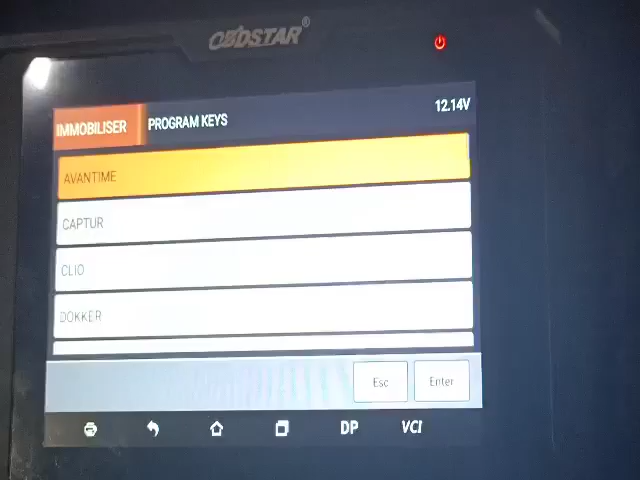 OBDSTAR®
IMMOBILISER PROGRAM KEYS 12.14V
AVANTIME
CAPTUR
CLIO
DOKKER
Esc Enter
DP VCI